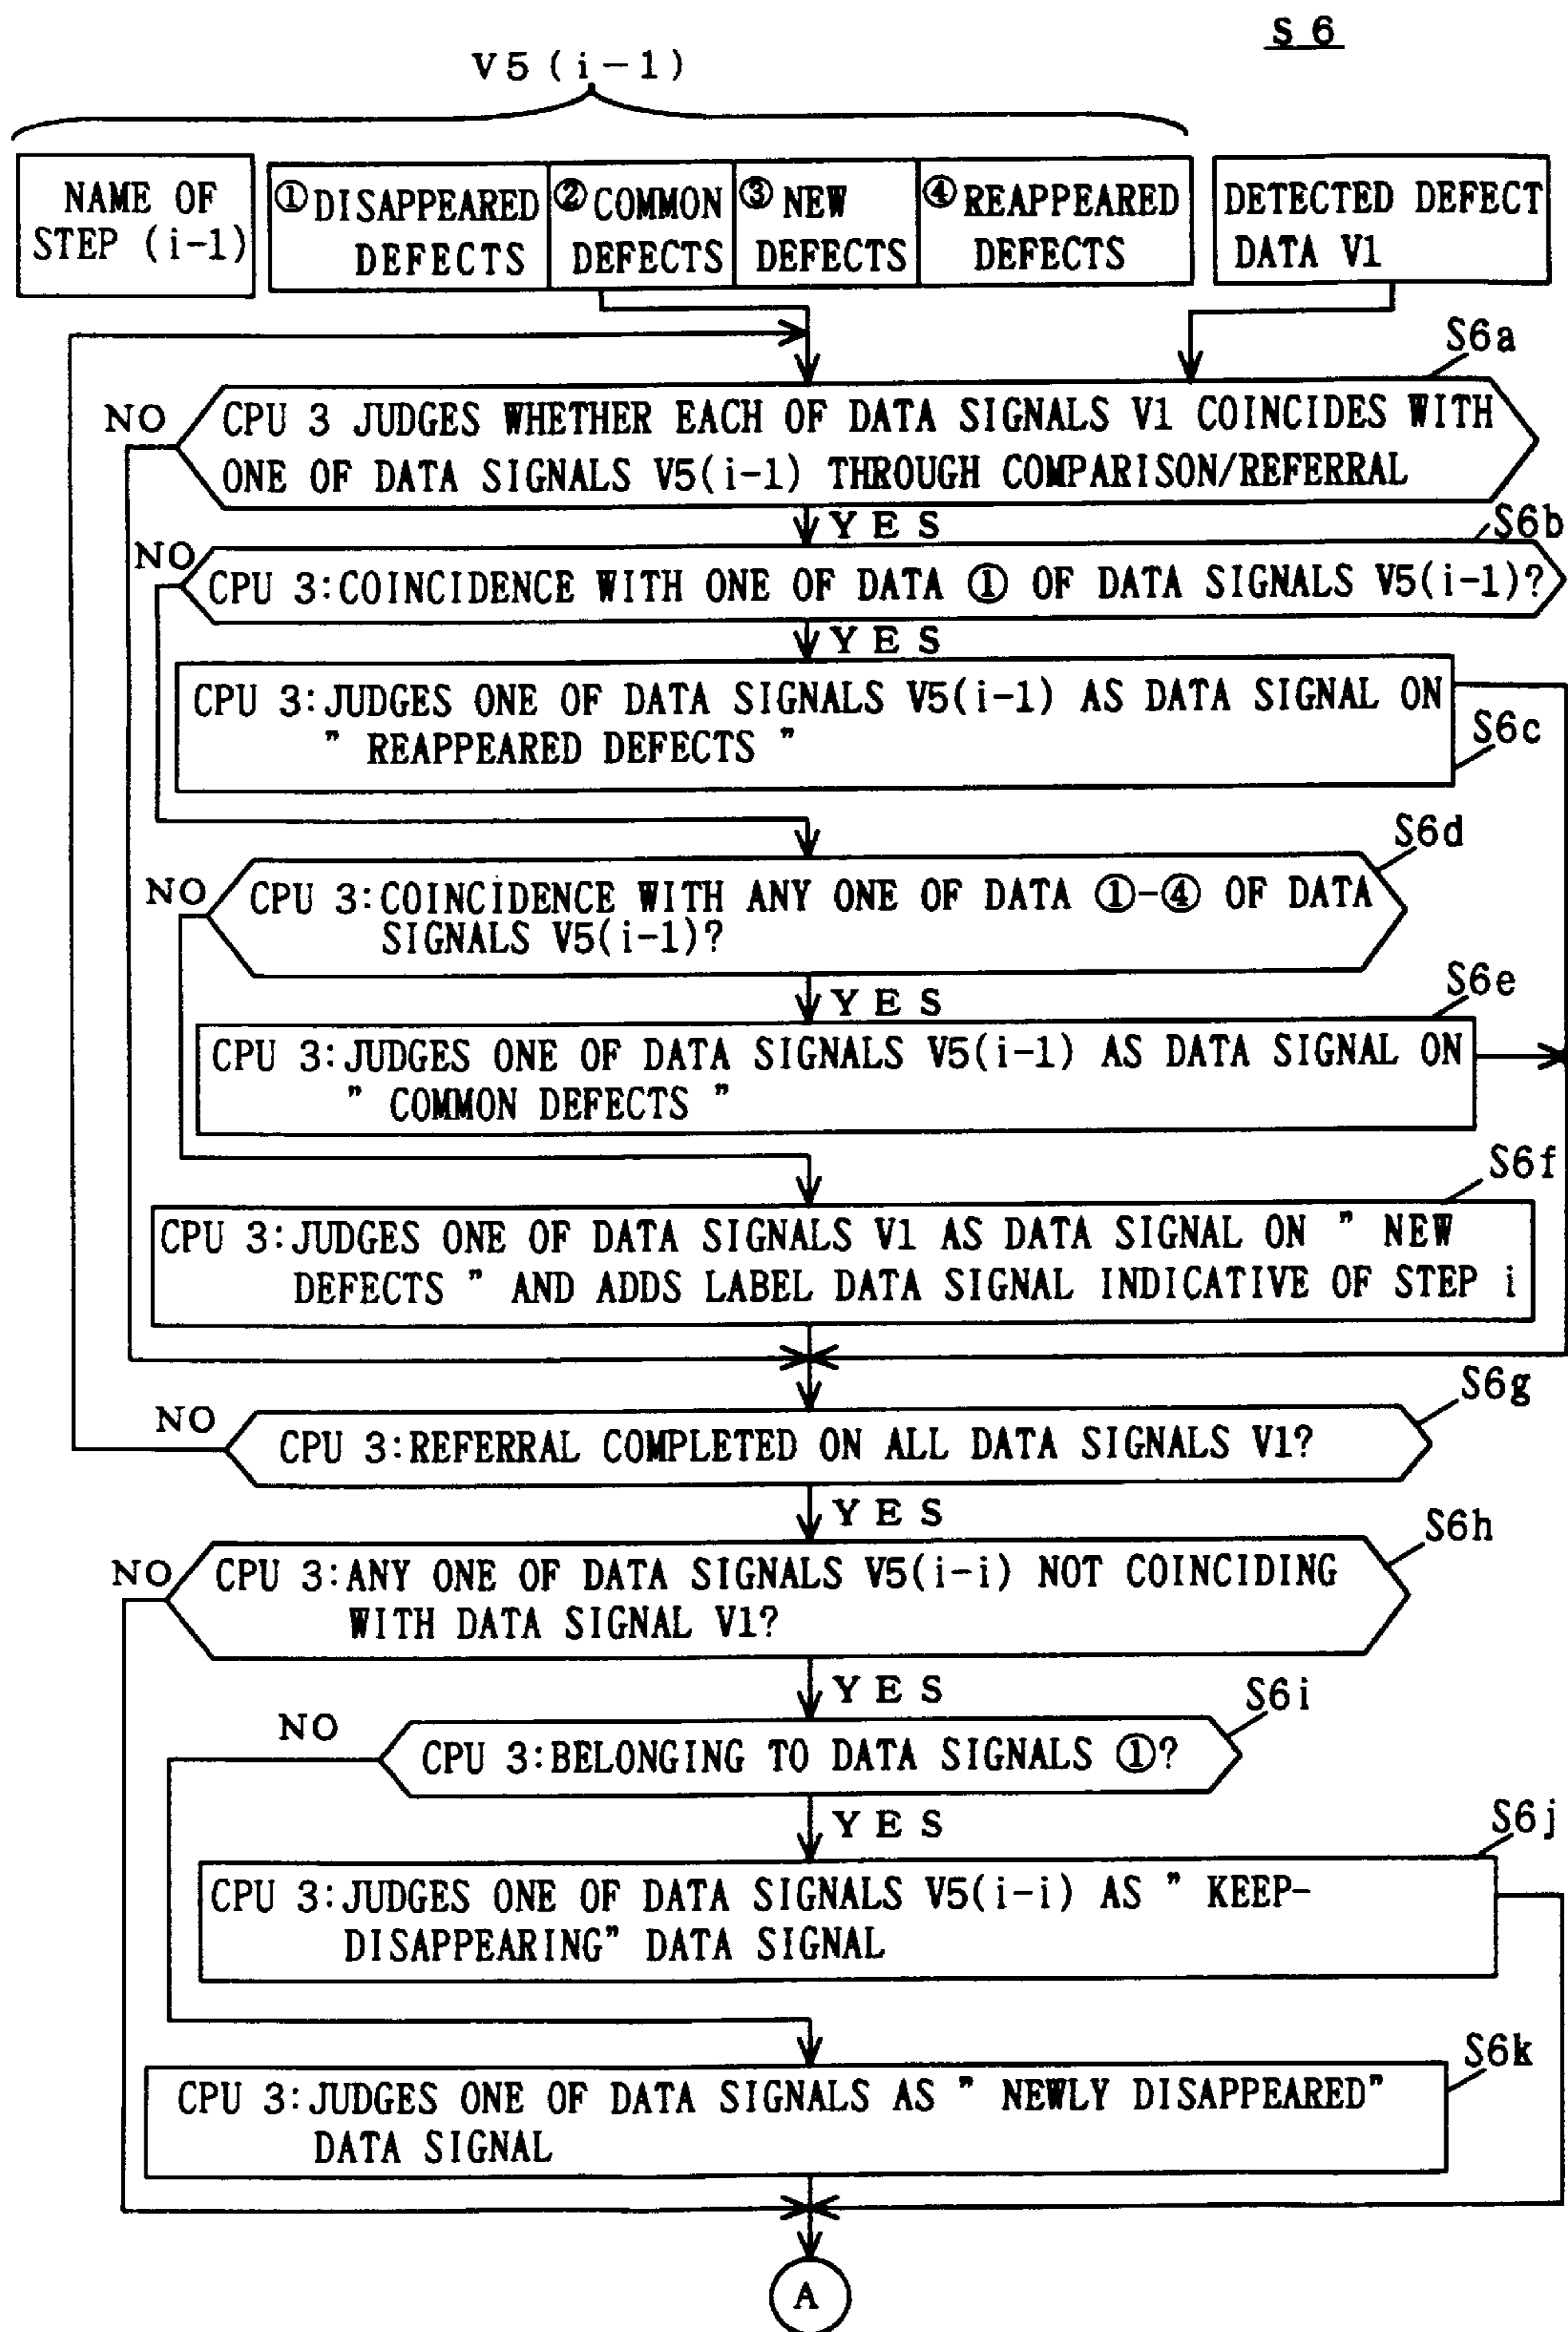 S 6
V 5 ( i − 1 )
NAME OF
STEP (i-1)
① DISAPPEARED
DEFECTS
② COMMON
DEFECTS
③ NEW
DEFECTS
④ REAPPEARED
DEFECTS
DETECTED DEFECT
DATA V1
S6a
NO
CPU 3 JUDGES WHETHER EACH OF DATA SIGNALS V1 COINCIDES WITH
ONE OF DATA SIGNALS V5(i-1) THROUGH COMPARISON/REFERRAL
YES
S6b
NO
CPU 3:COINCIDENCE WITH ONE OF DATA ① OF DATA SIGNALS V5(i-1)?
YES
CPU 3:JUDGES ONE OF DATA SIGNALS V5(i-1) AS DATA SIGNAL ON
" REAPPEARED DEFECTS "
S6c
S6d
NO
CPU 3:COINCIDENCE WITH ANY ONE OF DATA ①-④ OF DATA
SIGNALS V5(i-1)?
YES
S6e
CPU 3:JUDGES ONE OF DATA SIGNALS V5(i-1) AS DATA SIGNAL ON
" COMMON DEFECTS "
S6f
CPU 3:JUDGES ONE OF DATA SIGNALS V1 AS DATA SIGNAL ON " NEW
DEFECTS " AND ADDS LABEL DATA SIGNAL INDICATIVE OF STEP i
S6g
NO
CPU 3:REFERRAL COMPLETED ON ALL DATA SIGNALS V1?
YES
S6h
NO
CPU 3:ANY ONE OF DATA SIGNALS V5(i-i) NOT COINCIDING
WITH DATA SIGNAL V1?
YES
S6i
NO
CPU 3:BELONGING TO DATA SIGNALS ①?
YES
S6j
CPU 3:JUDGES ONE OF DATA SIGNALS V5(i-i) AS " KEEP-
DISAPPEARING" DATA SIGNAL
S6k
CPU 3:JUDGES ONE OF DATA SIGNALS AS " NEWLY DISAPPEARED"
DATA SIGNAL
A